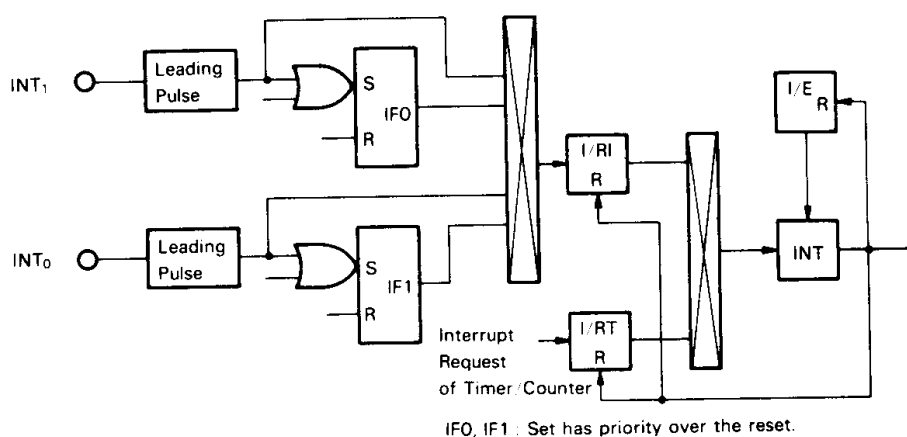 INT₁
Leading
Pulse
S
IF0
R
INT₀
Leading
Pulse
S
IF1
R
I/RI
R
I/E
R
INT
I/RT
R
Interrupt
Request
of Timer/Counter
IF0, IF1 : Set has priority over the reset.